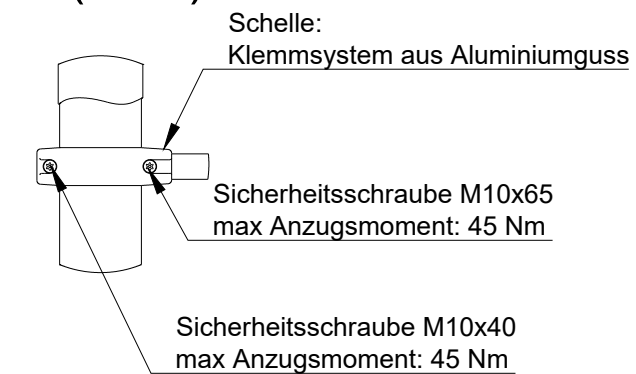 Schelle:
Klemmsystem aus Aluminiumguss
Sicherheitsschraube M10x65
max Anzugsmoment: 45 Nm
Sicherheitsschraube M10x40
max Anzugsmoment: 45 Nm